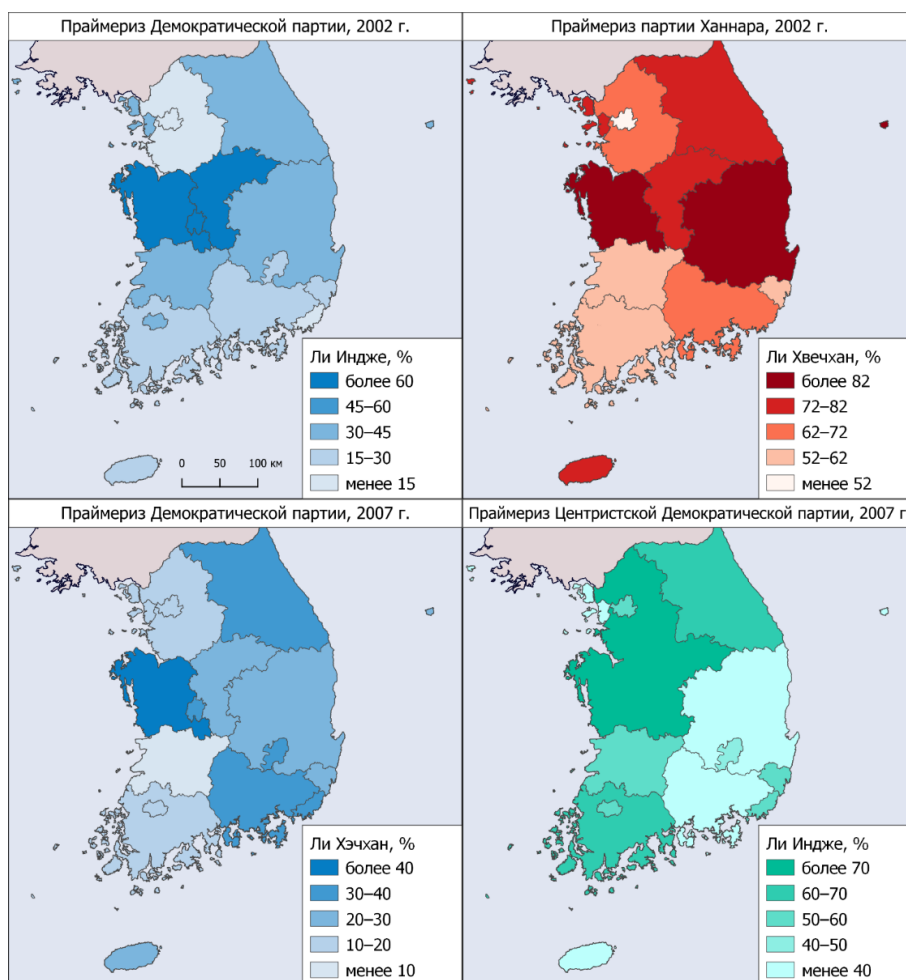 Праймериз Демократической партии, 2002 г.
Ли Индже, %
более 60
45–60
30–45
15–30
менее 15
0 50 100 км
Праймериз партии Ханнара, 2002 г.
Ли Хвечхан, %
более 82
72–82
62–72
52–62
менее 52
Праймериз Демократической партии, 2007 г.
Ли Хэчхан, %
более 40
30–40
20–30
10–20
менее 10
Праймериз Центристской Демократической партии, 2007 г
Ли Индже, %
более 70
60–70
50–60
40–50
менее 40